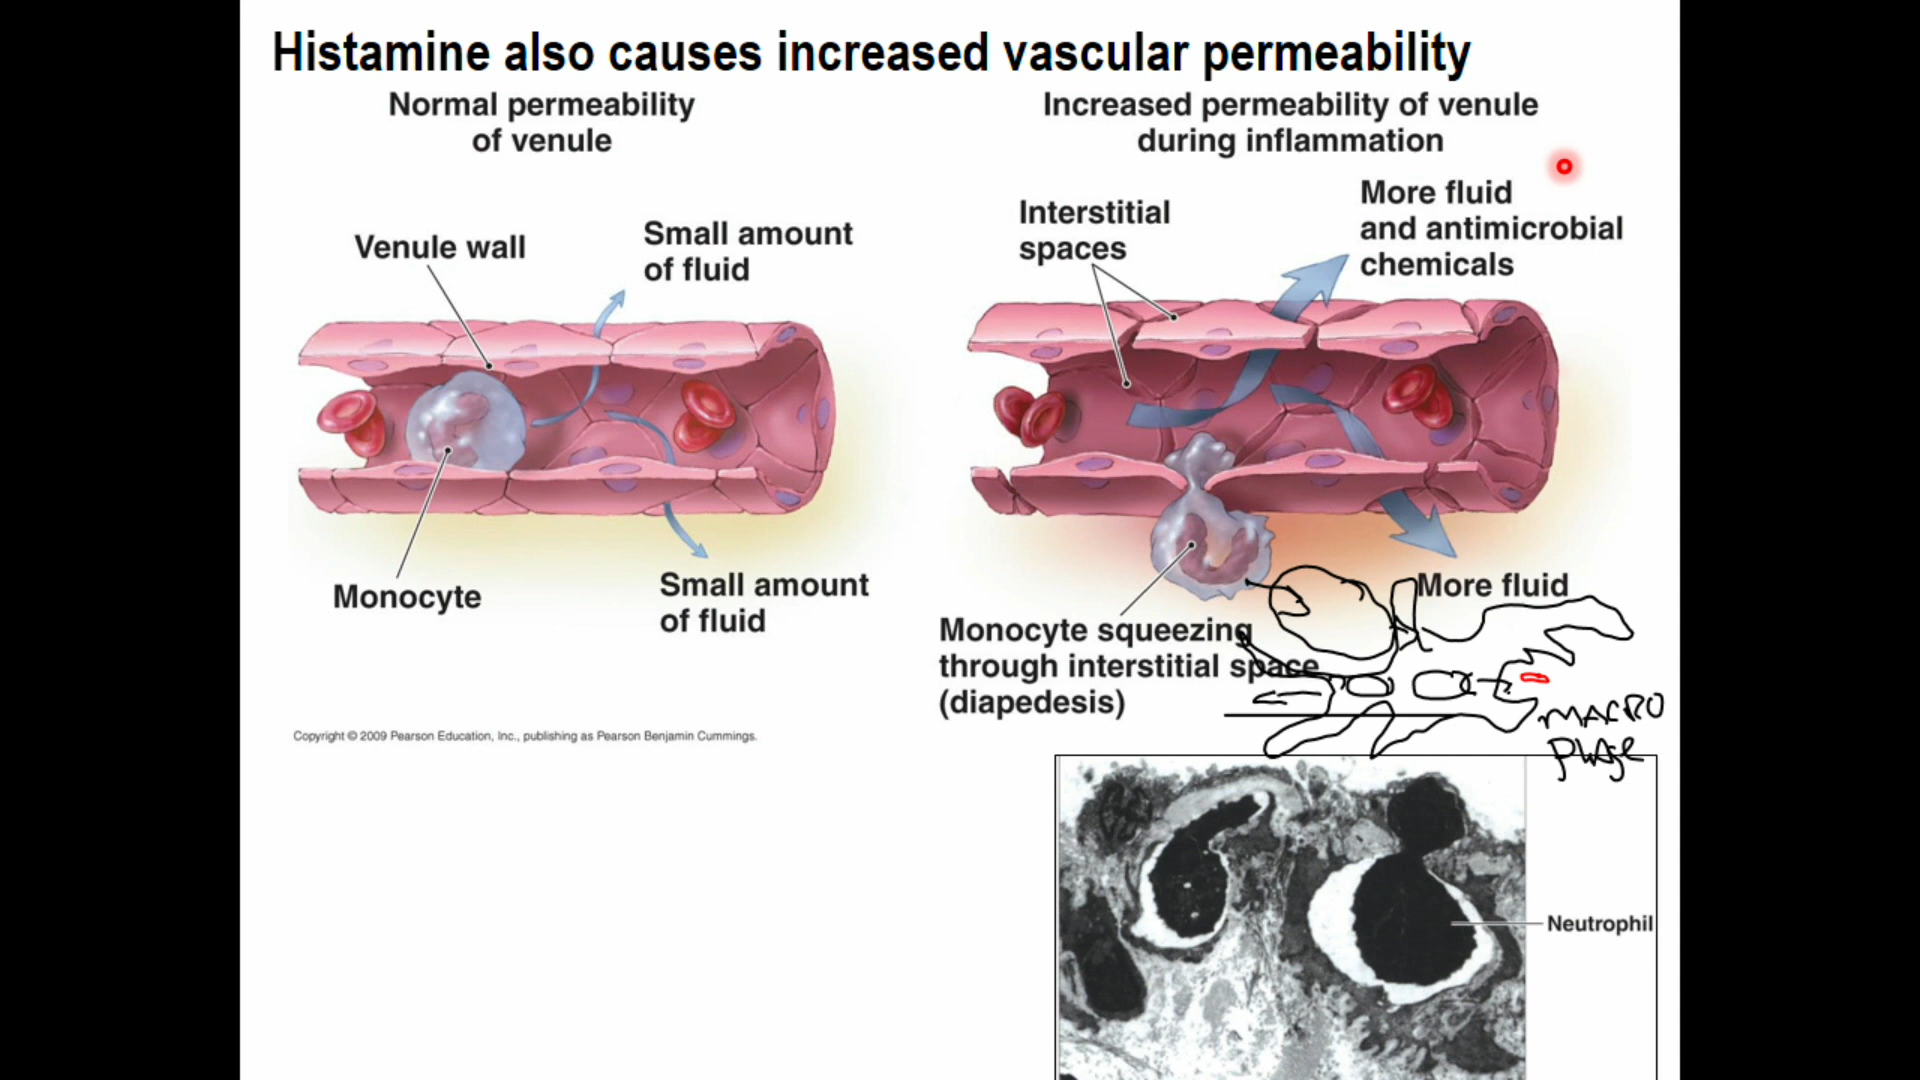 Histamine also causes increased vascular permeability
Normal permeability
of venule
Venule wall
Small amount
of fluid
Monocyte
Small amount
of fluid
Increased permeability of venule
during inflammation
Interstitial
spaces
More fluid
and antimicrobial
chemicals
More fluid
Monocyte squeezing
through interstitial space
(diapedesis)
MACRO
PHAGE
Copyright © 2009 Pearson Education, Inc., publishing as Pearson Benjamin Cummings.
Neutrophil